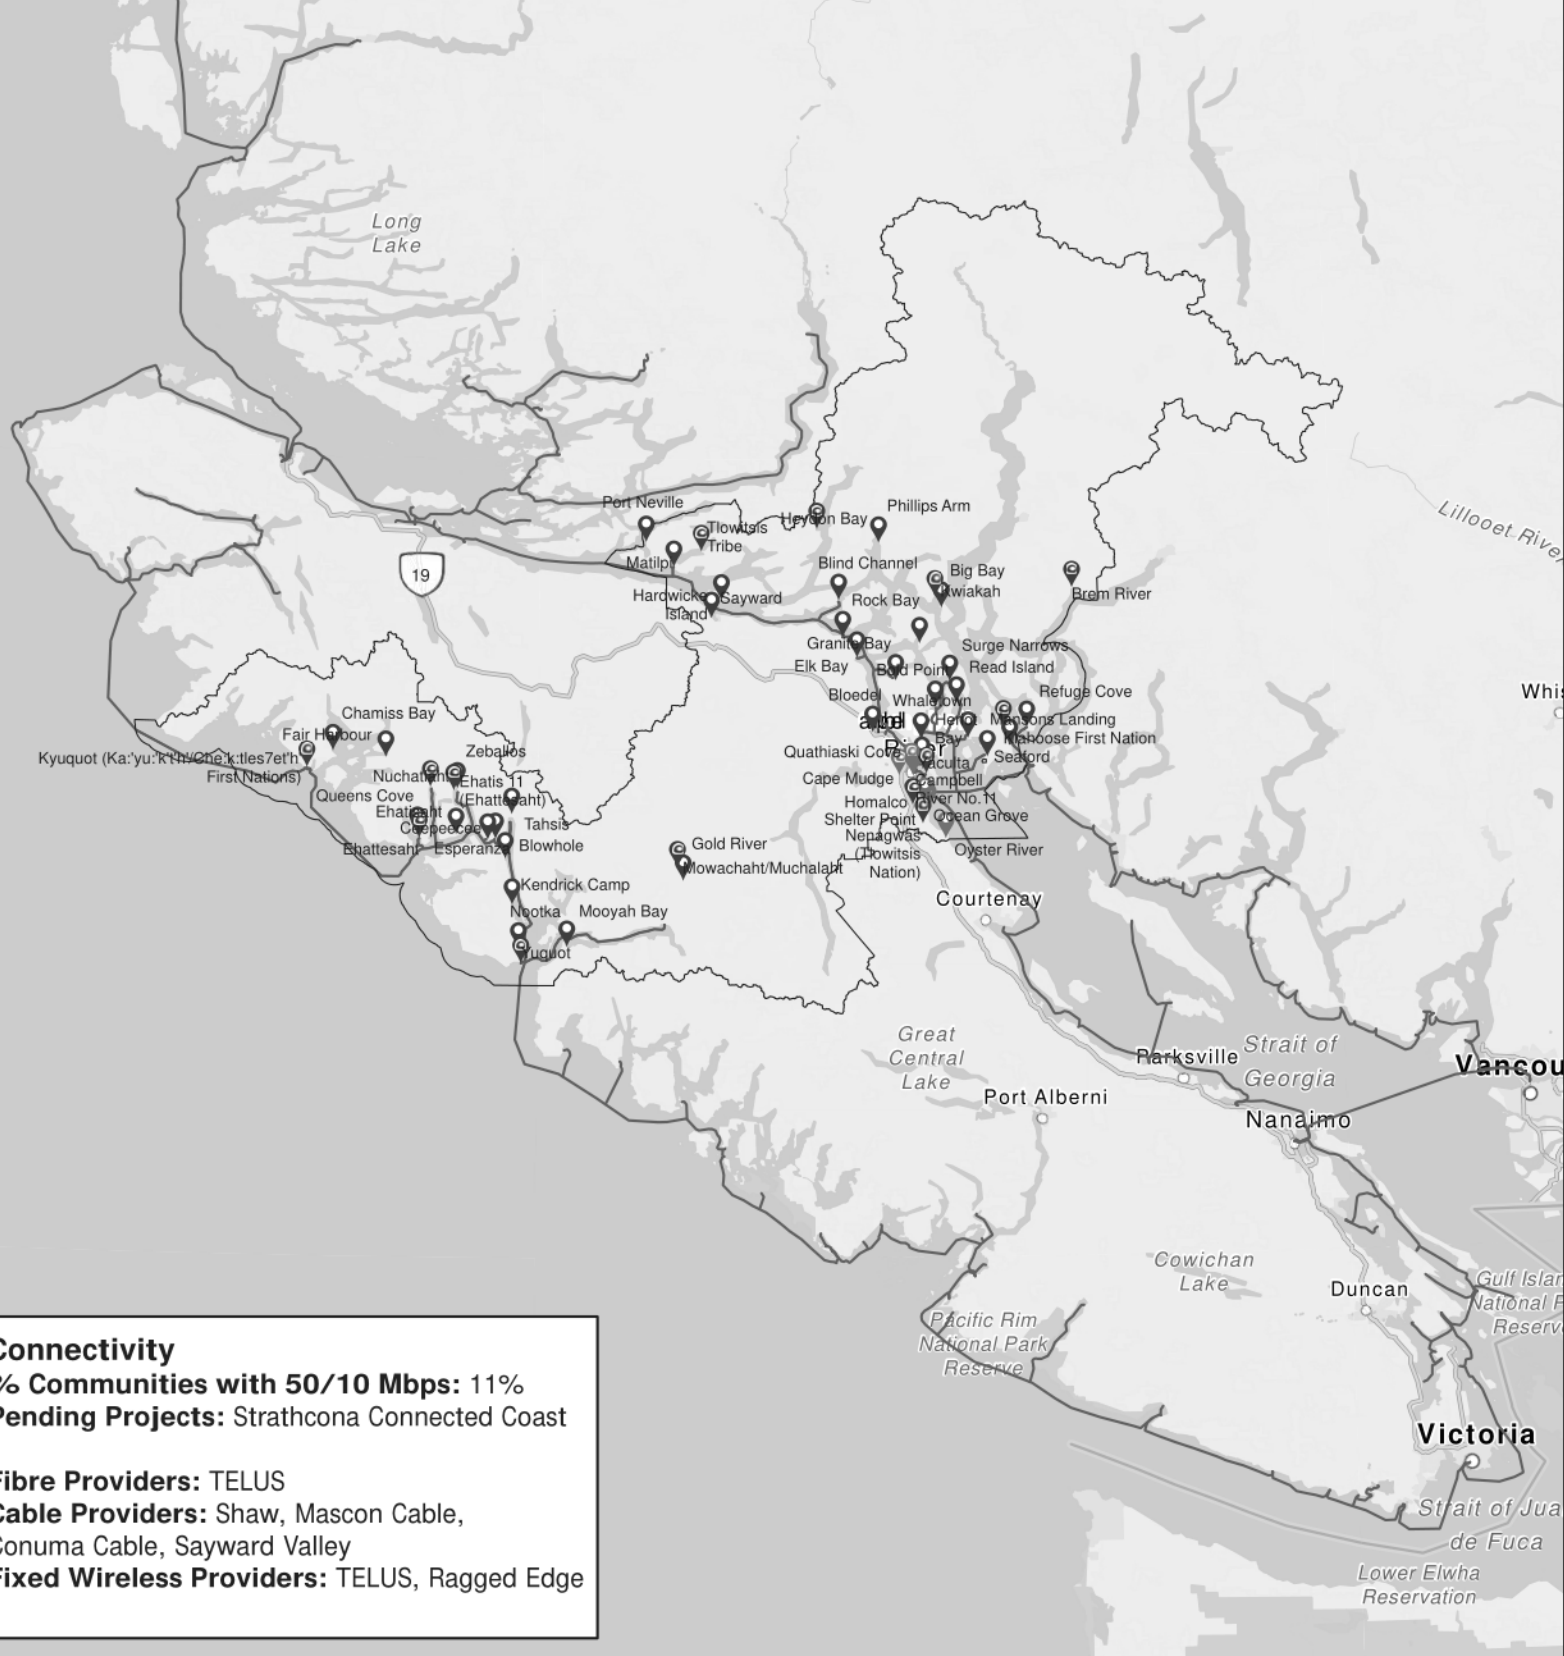 Long
Lake
Port Neville
Tlowitsis
Tribe
Heydon Bay
Phillips Arm
Lillooet River
19
Matilpi
Blind Channel
Big Bay
Kwiakah
Brem River
Hardwicke
Island
Sayward
Rock Bay
Granite Bay
Surge Narrows
Elk Bay
Bold Point
Read Island
Bloedel
Whaletown
Refuge Cove
Heriot
Bay
Mansons Landing
Klahoose First Nation
Seaford
Quathiaski Cove
Cape Mudge
Campbell
River No.11
Homalco
Shelter Point
Ocean Grove
Nenagwas
(Tlowitsis
Nation)
Oyster River
Chamiss Bay
Fair Harbour
Kyuquot (Ka:'yu:'k't'h'/Che:k:tles7et'h'
First Nations)
Zeballos
Nuchatlaht
Ehatis 11
(Ehattesaht)
Queens Cove
Ehatisaht
Ceepeecee
Tahsis
Ehattesaht
Esperanza
Blowhole
Gold River
Mowachaht/Muchalaht
Kendrick Camp
Nootka
Mooyah Bay
Yuquot
Courtenay
Great
Central
Lake
Parksville
Strait of
Georgia
Port Alberni
Nanaimo
Cowichan
Lake
Duncan
Pacific Rim
National Park
Reserve
Victoria
de Fuca
Lower Elwha
Reservation
Connectivity
% Communities with 50/10 Mbps: 11%
Pending Projects: Strathcona Connected Coast
Fibre Providers: TELUS
Cable Providers: Shaw, Mascon Cable,
Conuma Cable, Sayward Valley
Fixed Wireless Providers: TELUS, Ragged Edge